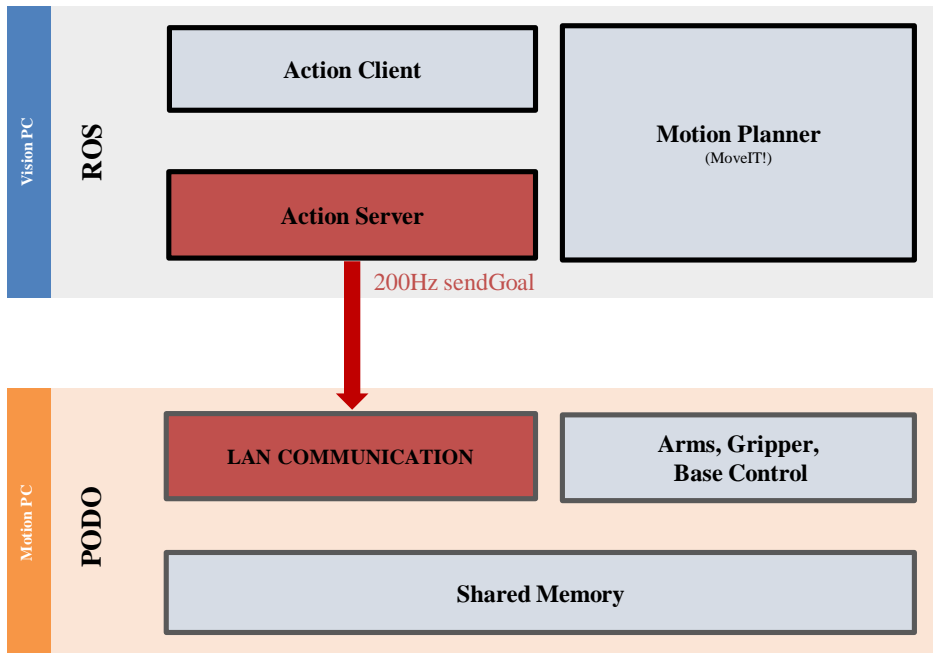 Vision PC
ROS
Action Client
Motion Planner
(MoveIT!)
Action Server
200Hz sendGoal
Motion PC
PODO
LAN COMMUNICATION
Arms, Gripper,
Base Control
Shared Memory